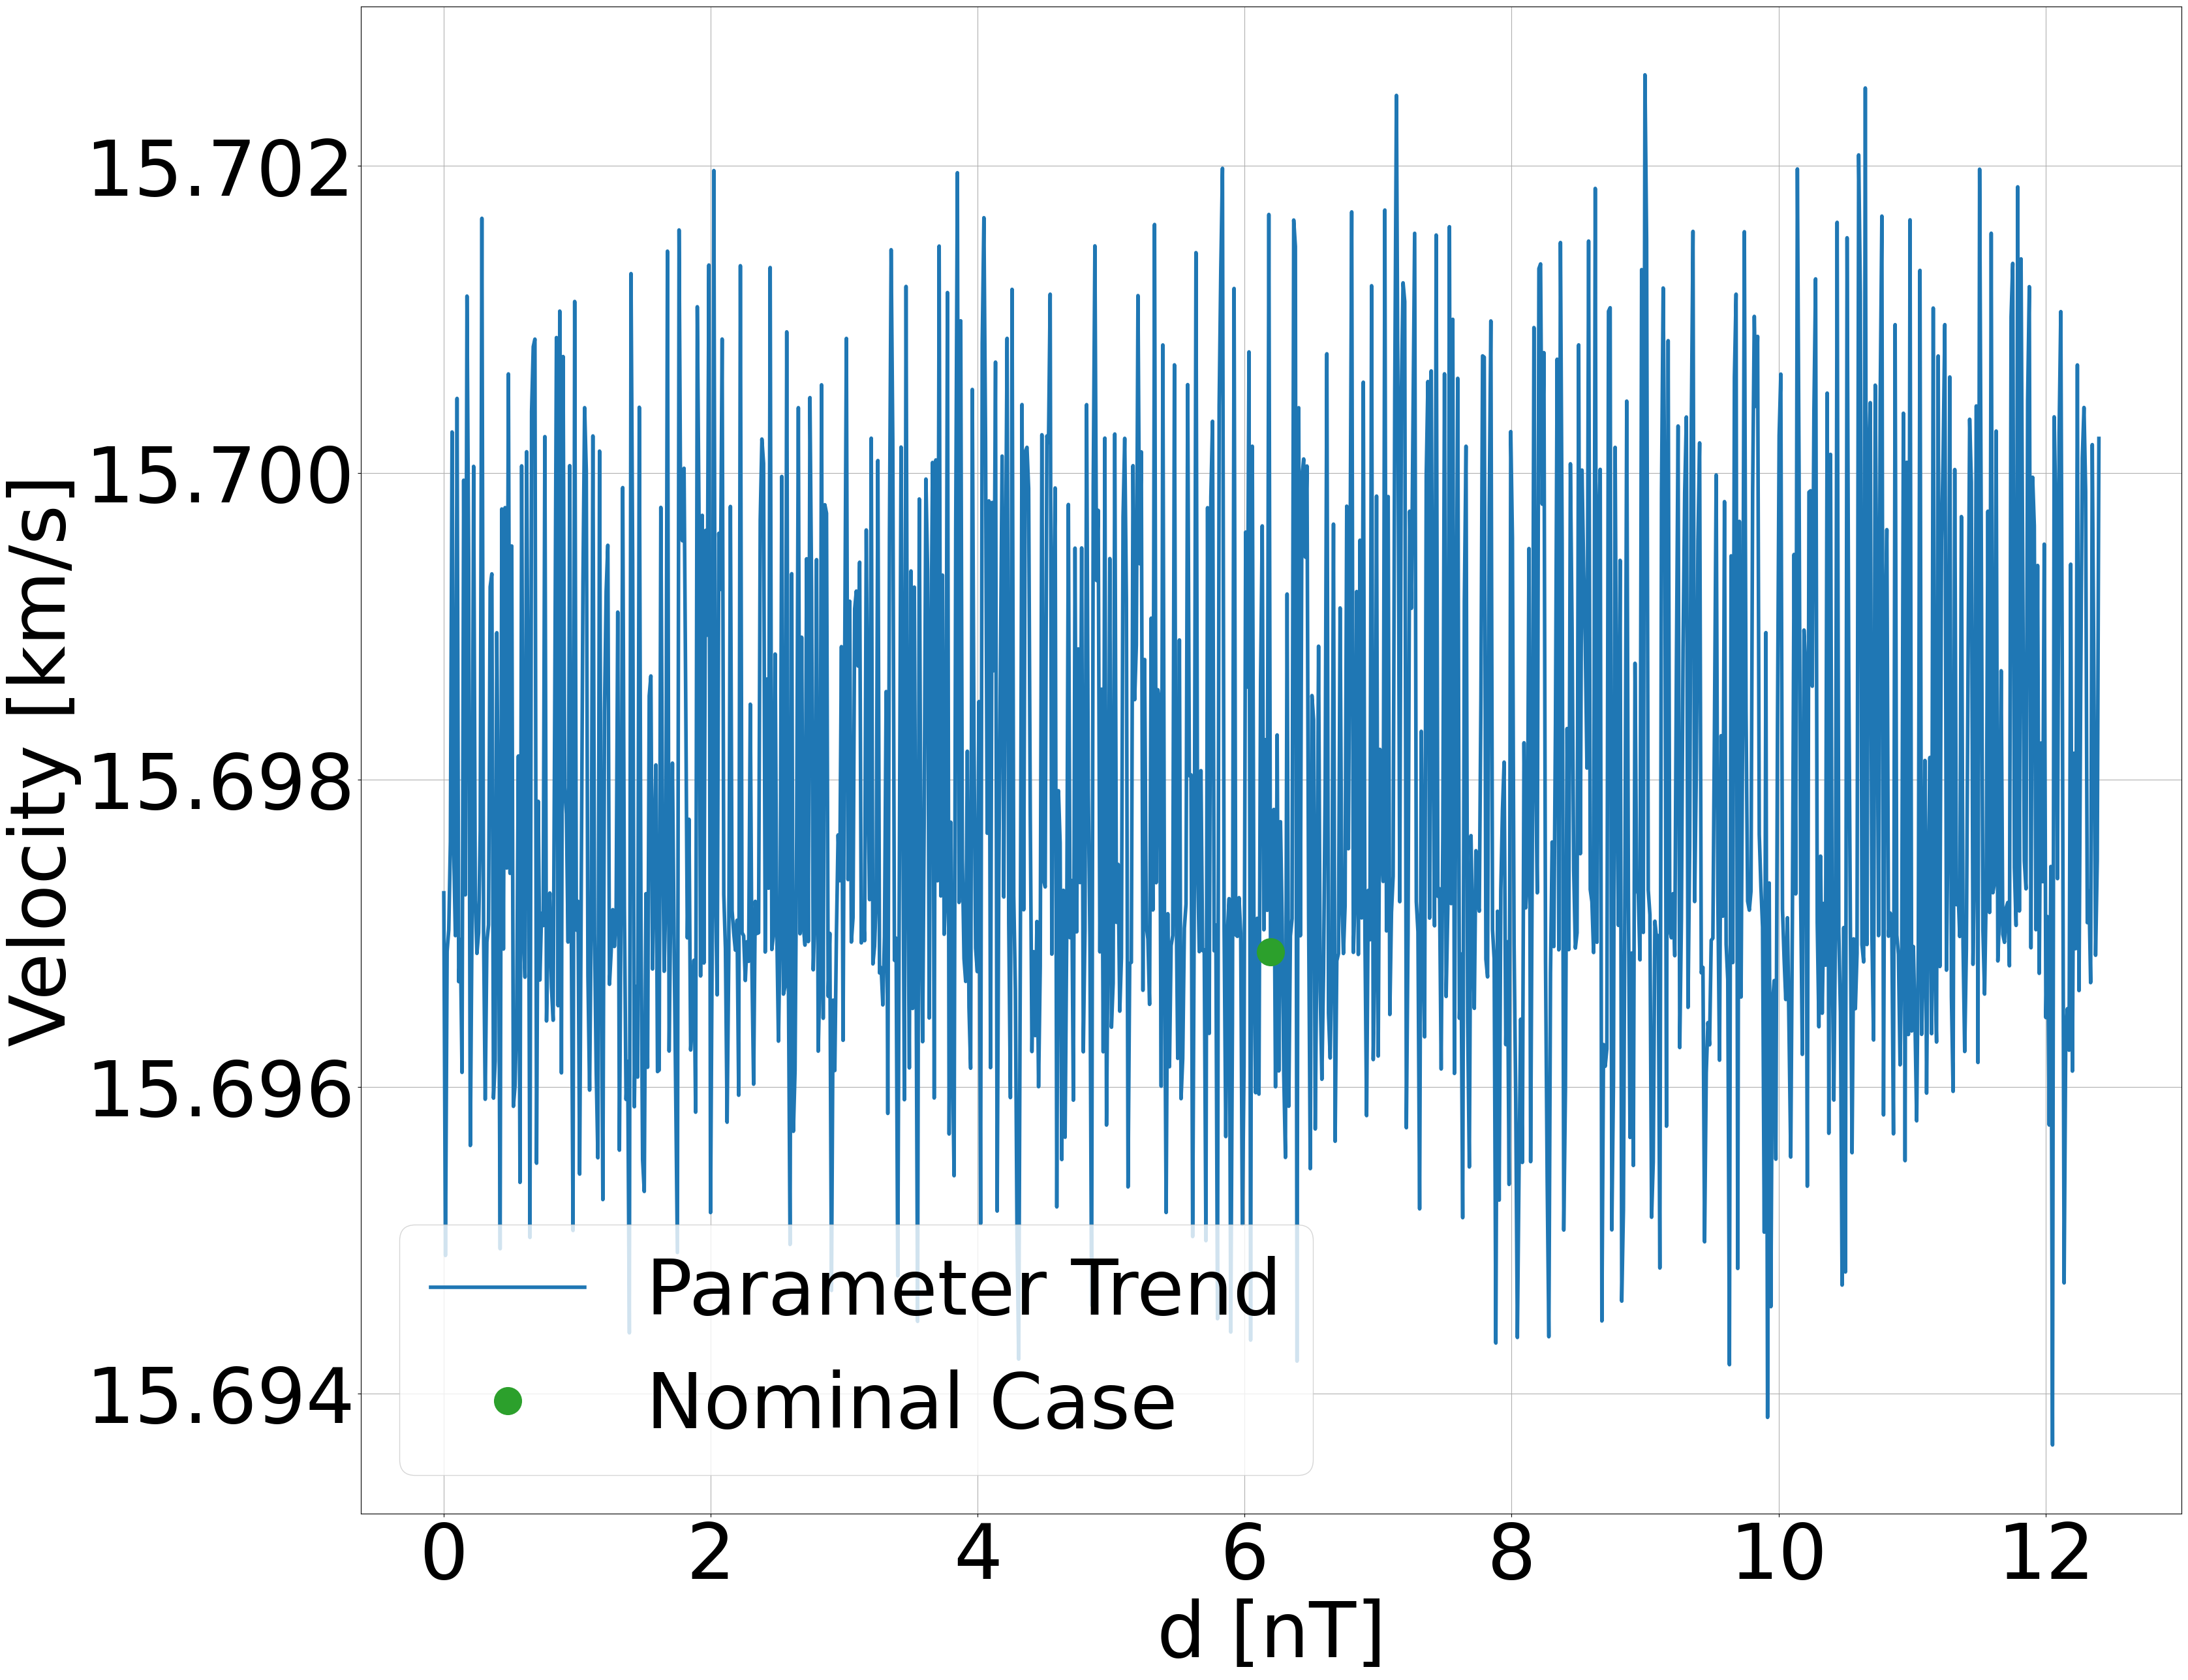 Velocity [km/s]
15.702
15.700
15.698
15.696
15.694
Parameter Trend
Nominal Case
0 2 4 6 8 10 12
d [nT]